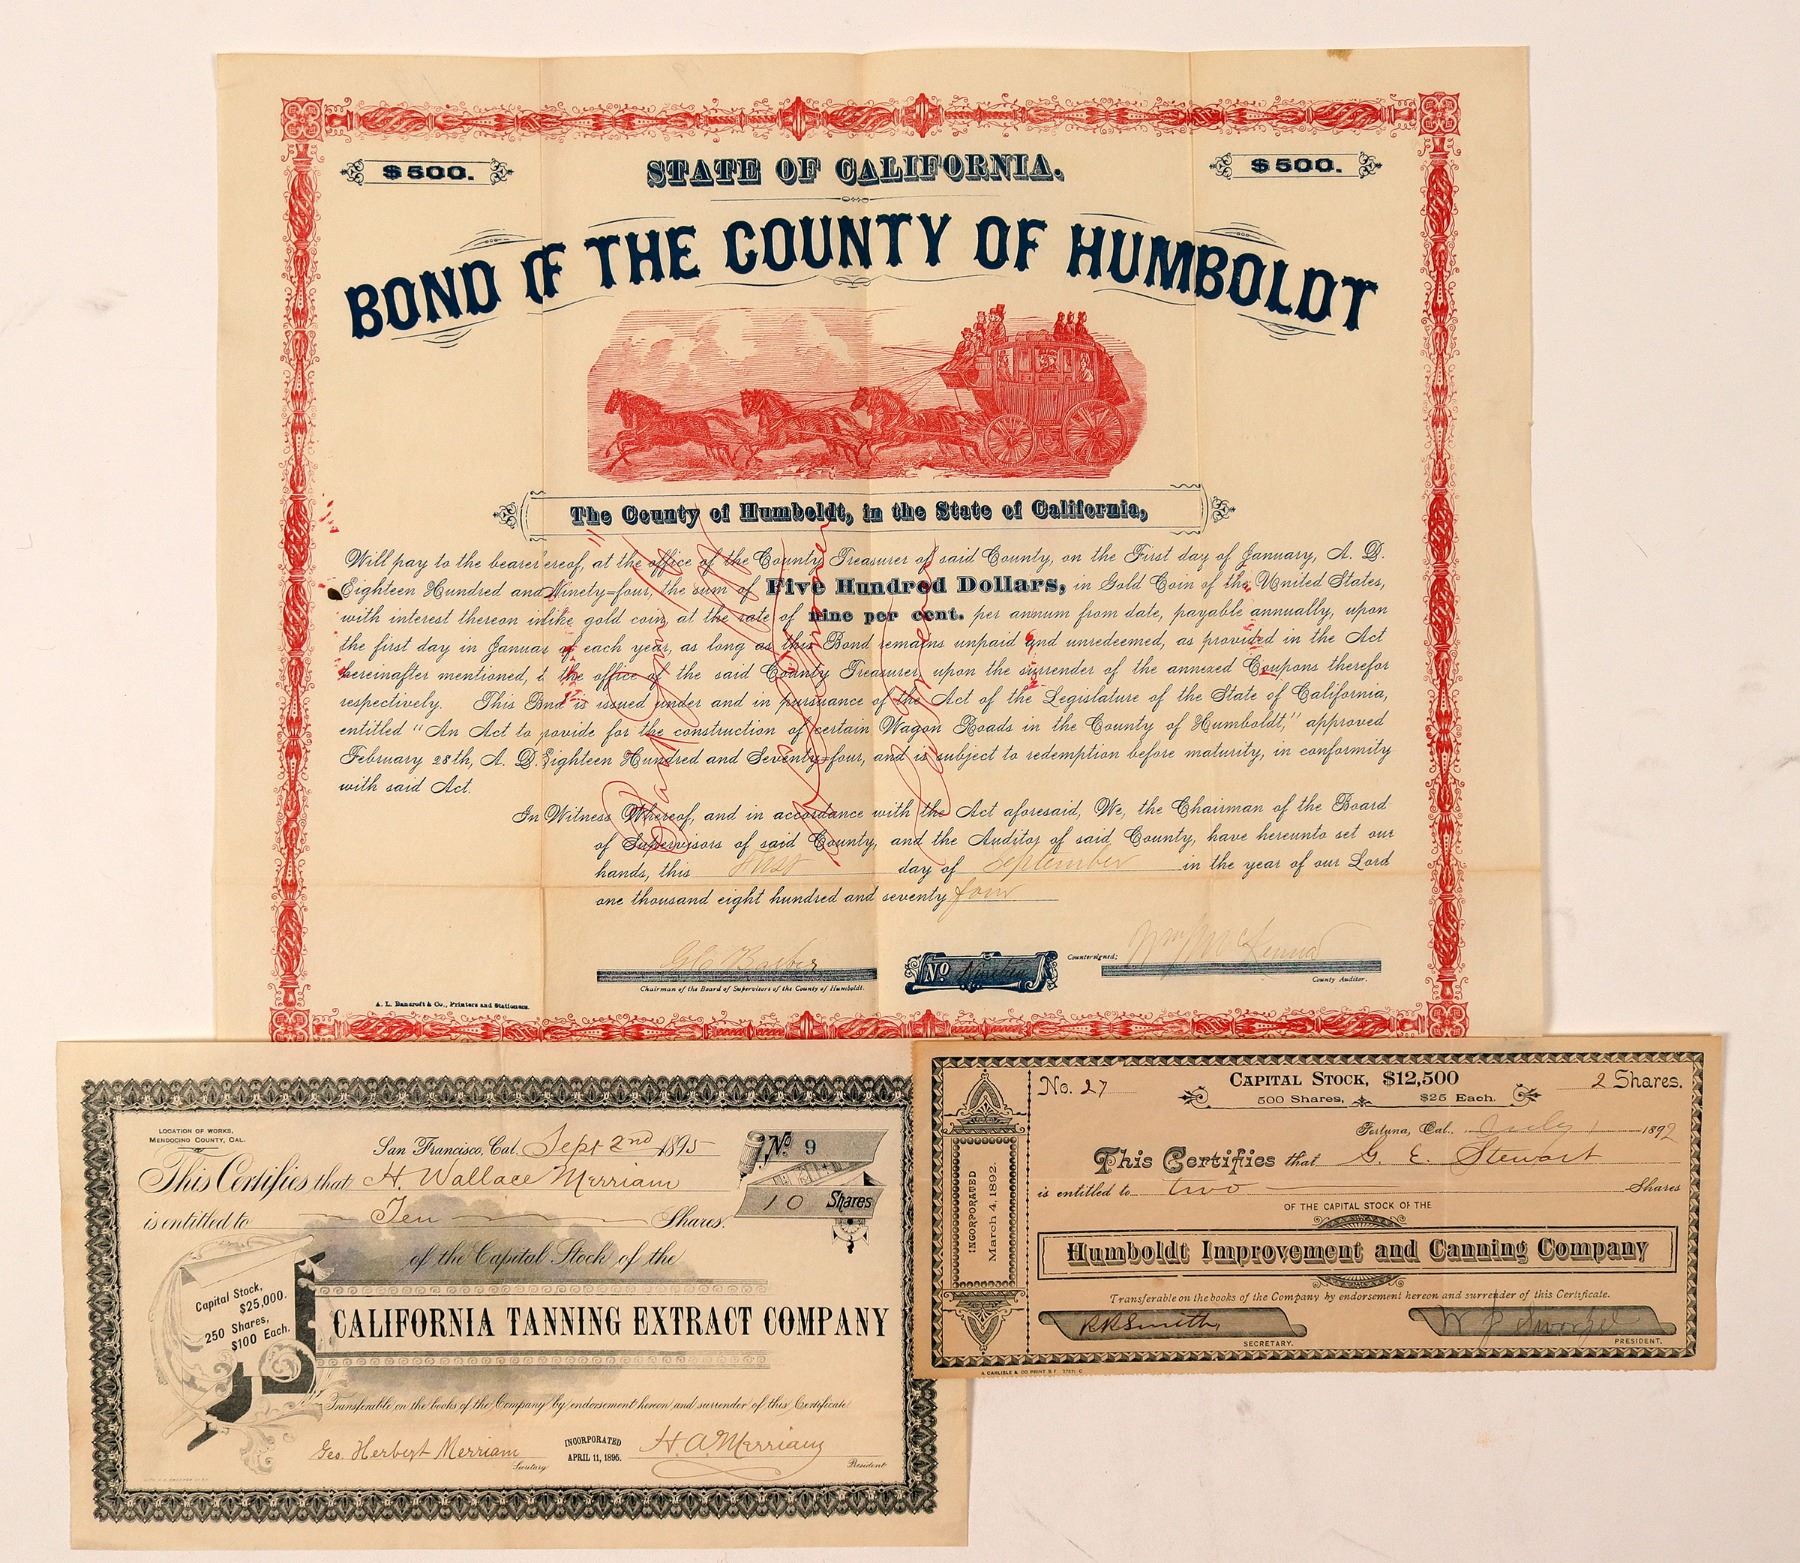 $500.
STATE OF CALIFORNIA.
$500.
BOND OF THE COUNTY OF HUMBOLDT
The County of Humboldt, in the State of California,
Will pay to the bearer ereof, at the office of the County Treasurer of said County, on the First day of January, A. D.
Eighteen Hundred and Ninety=four, the sum of Five Hundred Dollars, in Gold Coin of the United States,
with interest thereon in like gold coin, at the rate of nine per cent. per annum from date, payable annually, upon
the first day in Januar of each year, as long as this Bond remains unpaid and unredeemed, as provided in the Act
hereinafter mentioned, t the office of the said County Treasurer, upon the surrender of the annexed Coupons therefor
respectively. This Bnd is issued under and in pursuance of the Act of the Legislature of the State of California,
entitled "An Act to rovide for the construction of certain Wagon Roads in the County of Humboldt," approved
February 28th, A. D. Eighteen Hundred and Seventy=four, and is subject to redemption before maturity, in conformity
with said Act.
In Witness Whereof, and in accordance with the Act aforesaid, We, the Chairman of the Board
of Supervisors of said County, and the Auditor of said County, have hereunto set our
hands, this first day of September in the year of our Lord
one thousand eight hundred and seventy four
G C Barber
No Nineteen
Countersigned;
Wm McKenna
Chairman of the Board of Supervisors of the County of Humboldt.
County Auditor.
A. L. Bancroft & Co., Printers and Stationers.
LOCATION OF WORKS,
MENDOCINO COUNTY, CAL.
San Francisco, Cal. Sept 2nd 1895
No 9
This Certifies that H. Wallace Merriam
10 Shares
is entitled to Ten Shares.
of the Capital Stock of the
Capital Stock,
$25,000.
250 Shares,
$100 Each.
CALIFORNIA TANNING EXTRACT COMPANY
Transferable on the books of the Company by endorsement hereon and surrender of this Certificate
Geo. Herbert Merriam
Secretary
INCORPORATED
APRIL 11, 1895.
H. A. Merriam
President
No. 27
CAPITAL STOCK, $12,500
500 Shares, $25 Each.
2 Shares.
INCORPORATED
March 4, 1892.
Fortuna, Cal. July 1 1892
This Certifies that G. E. Stewart
is entitled to two Shares
OF THE CAPITAL STOCK OF THE
Humboldt Improvement and Canning Company
Transferable on the books of the Company by endorsement hereon and surrender of this Certificate.
RR Smith
SECRETARY.
PRESIDENT.
A CARLISLE & CO PRINT S.F.